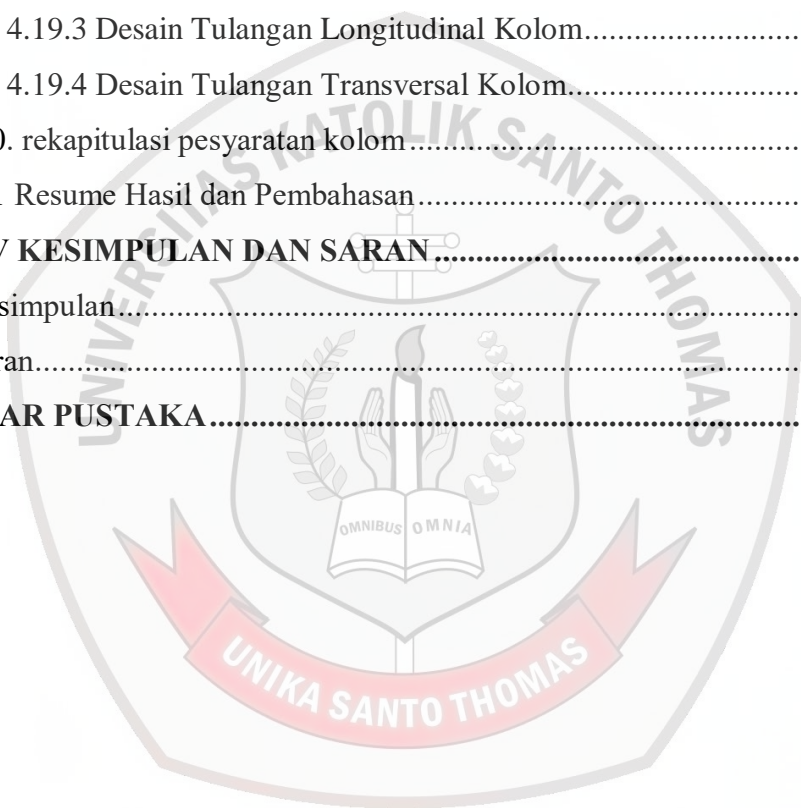 4.19.3 Desain Tulangan Longitudinal Kolom..............................
4.19.4 Desain Tulangan Transversal Kolom................................
0. rekapitulasi pesyaratan kolom.....................................................
Resume Hasil dan Pembahasan...................................................
V KESIMPULAN DAN SARAN.................................................
simpulan.........................................................................................
ran...................................................................................................
AR PUSTAKA..............................................................................
UNIVERSITAS KATOLIK SANTO THOMAS
OMNIBUS OMNIA
UNIKA SANTO THOMAS